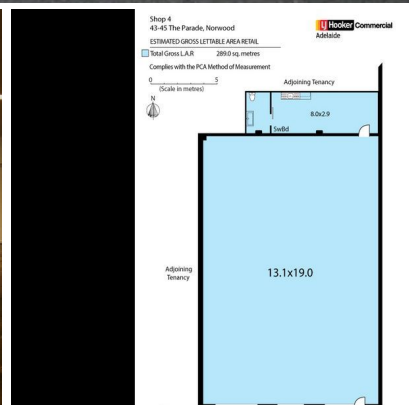 Shop 4
43-45 The Parade, Norwood
LJ Hooker Commercial
Adelaide
ESTIMATED GROSS LETTABLE AREA RETAIL
Total Gross L.A.R 289.0 sq. metres
Complies with the PCA Method of Measurement
0 5
(Scale in metres)
N
Adjoining Tenancy
8.0x2.9
SwBd
Adjoining
Tenancy
13.1x19.0